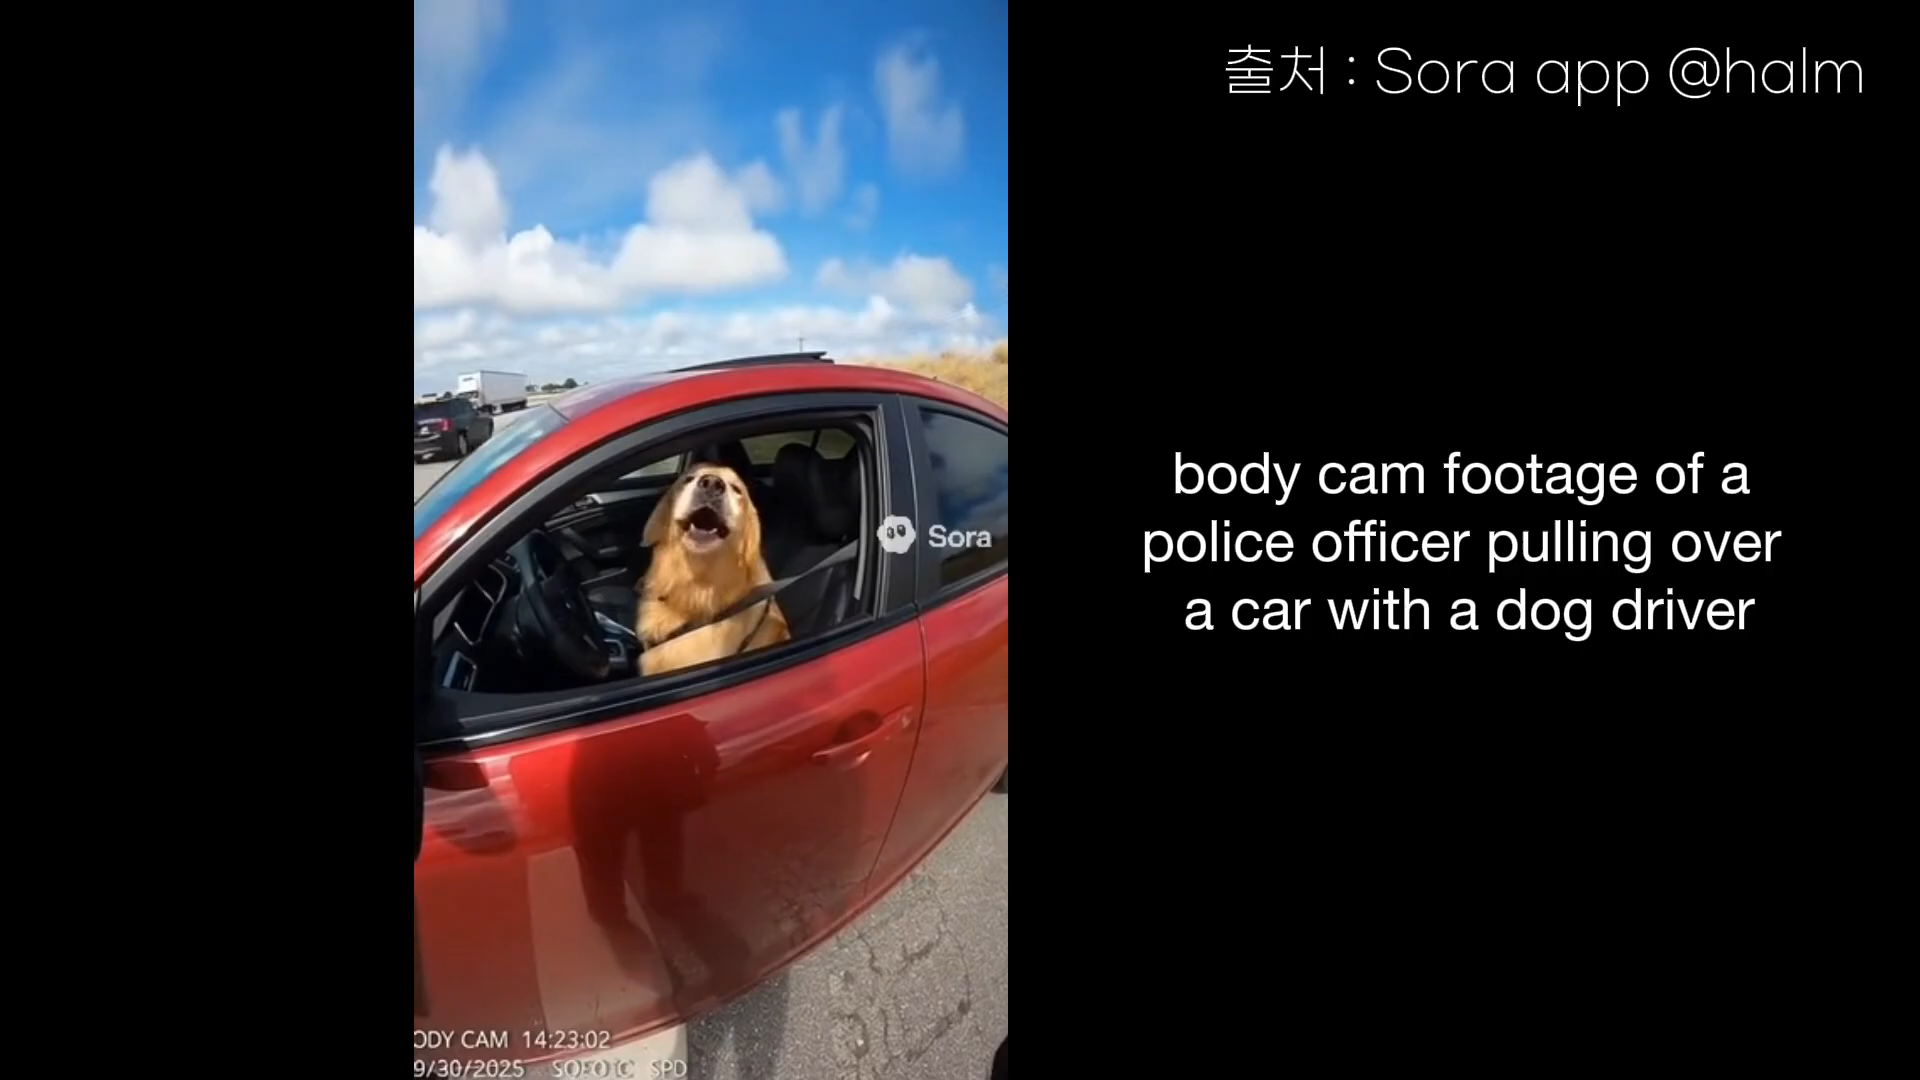 출처 : Sora app @halm
Sora
body cam footage of a
police officer pulling over
a car with a dog driver
ODY CAM 14:23:02
9/30/2025 SPD